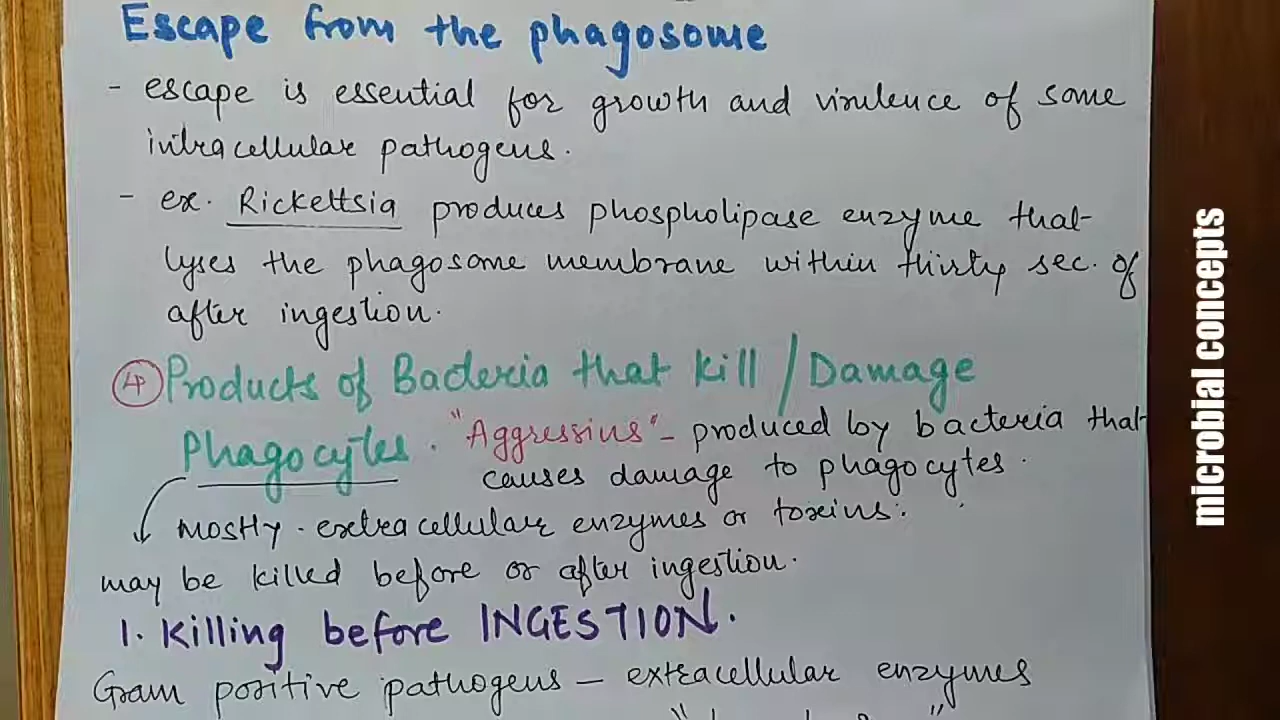 Escape from the phagosome
- escape is essential for growth and virulence of some
intracellular pathogens.
- ex. Rickettsia produces phospholipase enzyme that
lyses the phagosome membrane within thirty sec. of
after ingestion.
④ Products of Bacteria that kill / Damage
Phagocytes. "Aggressins" - produced by bacteria that
causes damage to phagocytes.
mostly. extracellular enzymes or toxins.
may be killed before or after ingestion.
1. Killing before INGESTION.
Gram positive pathogens - extracellular enzymes
microbial concepts